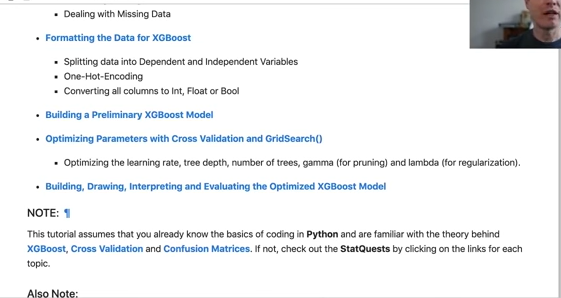 Dealing with Missing Data
Formatting the Data for XGBoost
Splitting data into Dependent and Independent Variables
One-Hot-Encoding
Converting all columns to Int, Float or Bool
Building a Preliminary XGBoost Model
Optimizing Parameters with Cross Validation and GridSearch()
Optimizing the learning rate, tree depth, number of trees, gamma (for pruning) and lambda (for regularization).
Building, Drawing, Interpreting and Evaluating the Optimized XGBoost Model
NOTE: ¶
This tutorial assumes that you already know the basics of coding in Python and are familiar with the theory behind
XGBoost, Cross Validation and Confusion Matrices. If not, check out the StatQuests by clicking on the links for each
topic.
Also Note: